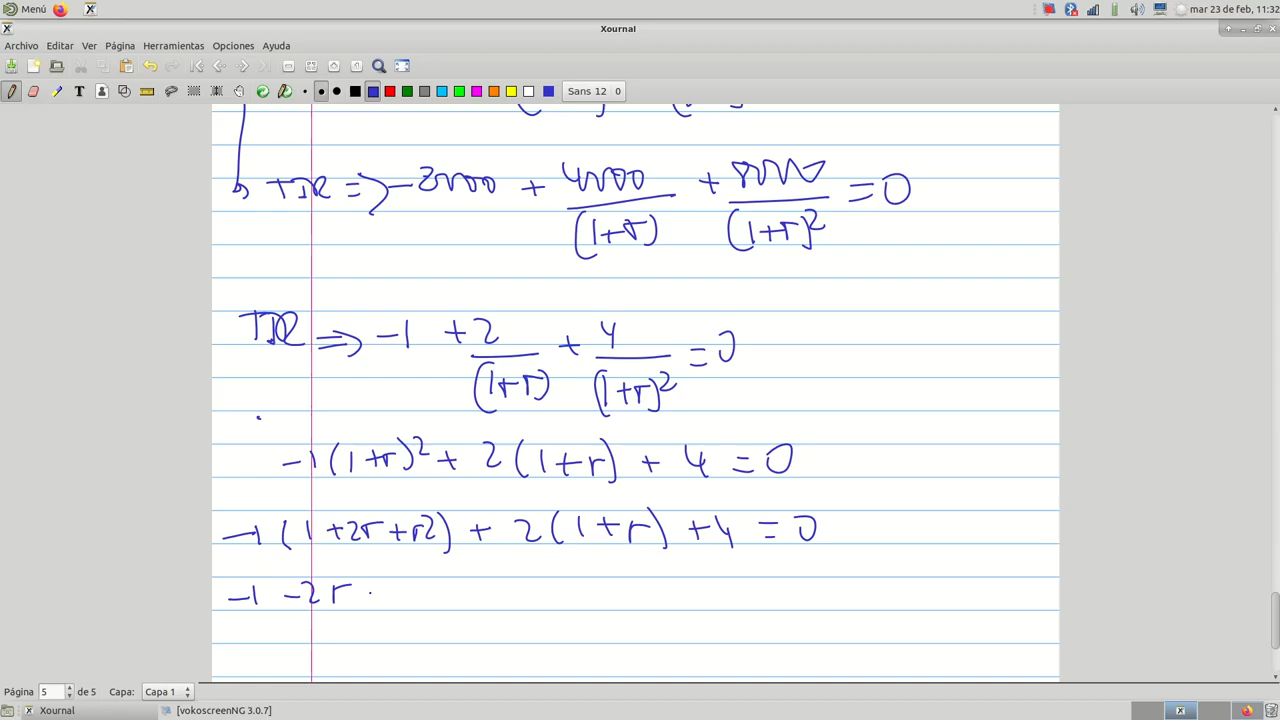 Menú mar 23 de feb, 11:32
Xournal
Archivo Editar Ver Página Herramientas Opciones Ayuda
T Sans 12 0
TIR => -20000 + 40000/(1+r) + 80000/(1+r)² = 0
TIR => -1 + 2/(1+r) + 4/(1+r)² = 0
-1(1+r)² + 2(1+r) + 4 = 0
-1(1+2r+r2) + 2(1+r) + 4 = 0
-1 -2r
Página 5 de 5 Capa: Capa 1
Xournal [vokoscreenNG 3.0.7]